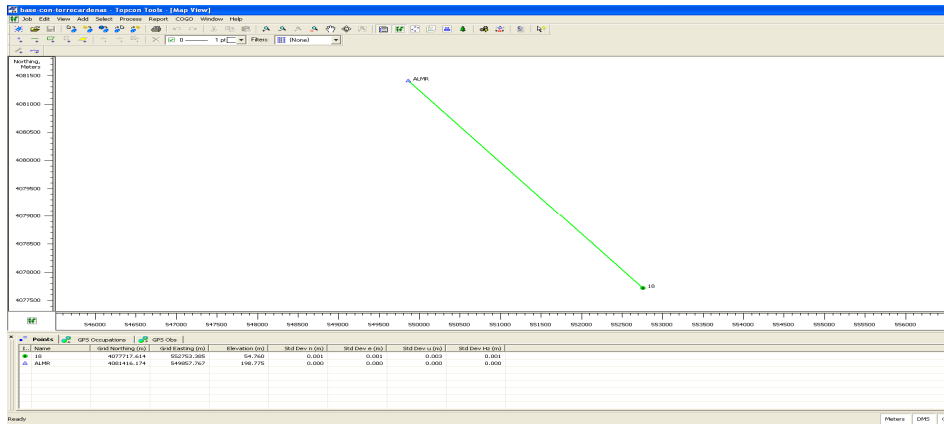 base-con-torrecardenas - Topcon Tools - [Map View]
Job Edit View Add Select Process Report COGO Window Help
0 1 pt Filters: (None)
Northing,
Meters
4081500
4081000
4080500
4080000
4079500
4079000
4078500
4078000
4077500
ALMR
18
546000 546500 547000 547500 548000 548500 549000 549500 550000 550500 551000 551500 552000 552500 553000 553500 554000 554500 555000 555500 556000
Points GPS Occupations GPS Obs
I.. Name Grid Northing (m) Grid Easting (m) Elevation (m) Std Dev n (m) Std Dev e (m) Std Dev u (m) Std Dev Hz (m)
18 4077717.614 552753.385 54.760 0.001 0.001 0.003 0.001
ALMR 4081416.174 549857.767 198.775 0.000 0.000 0.000 0.000
Ready
Meters DMS